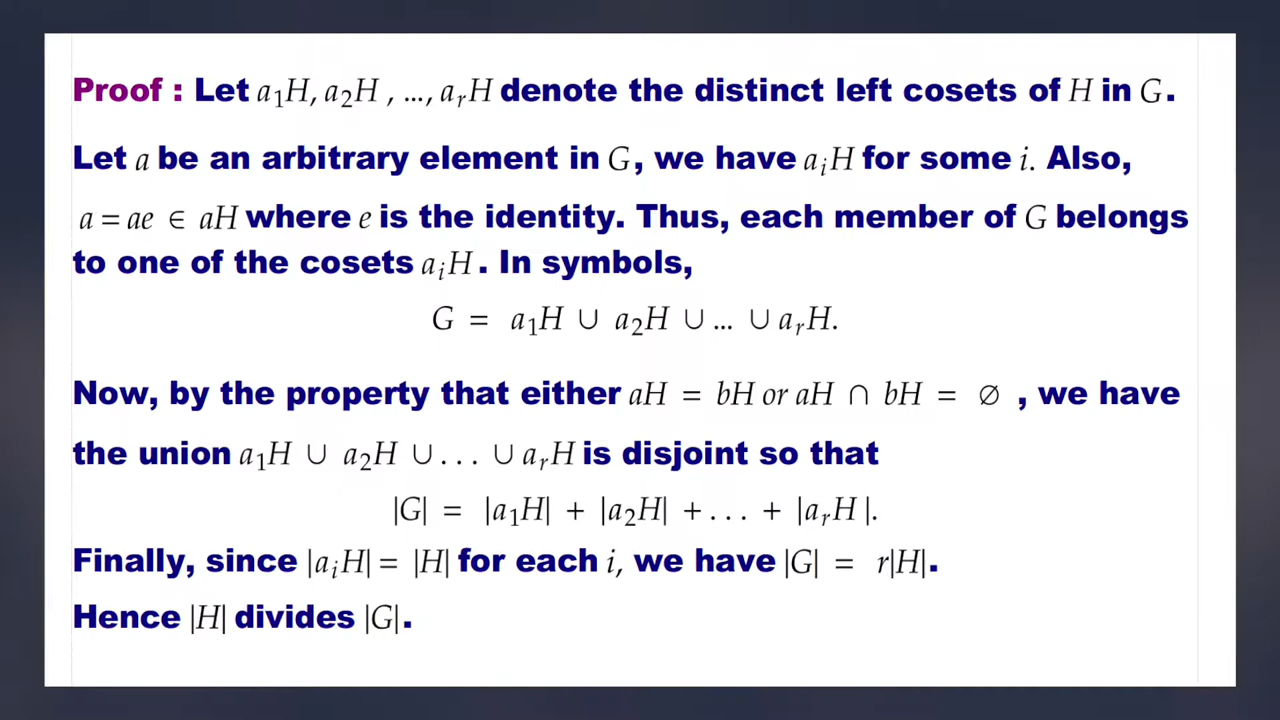 Proof : Let a₁H, a₂H , ..., aᵣH denote the distinct left cosets of H in G.
Let a be an arbitrary element in G, we have aᵢH for some i. Also,
a = ae ∈ aH where e is the identity. Thus, each member of G belongs
to one of the cosets aᵢH. In symbols,
G = a₁H ∪ a₂H ∪ ... ∪ aᵣH.
Now, by the property that either aH = bH or aH ∩ bH = ∅ , we have
the union a₁H ∪ a₂H ∪ . . . ∪ aᵣH is disjoint so that
|G| = |a₁H| + |a₂H| + . . . + |aᵣH |.
Finally, since |aᵢH| = |H| for each i, we have |G| = r|H|.
Hence |H| divides |G|.